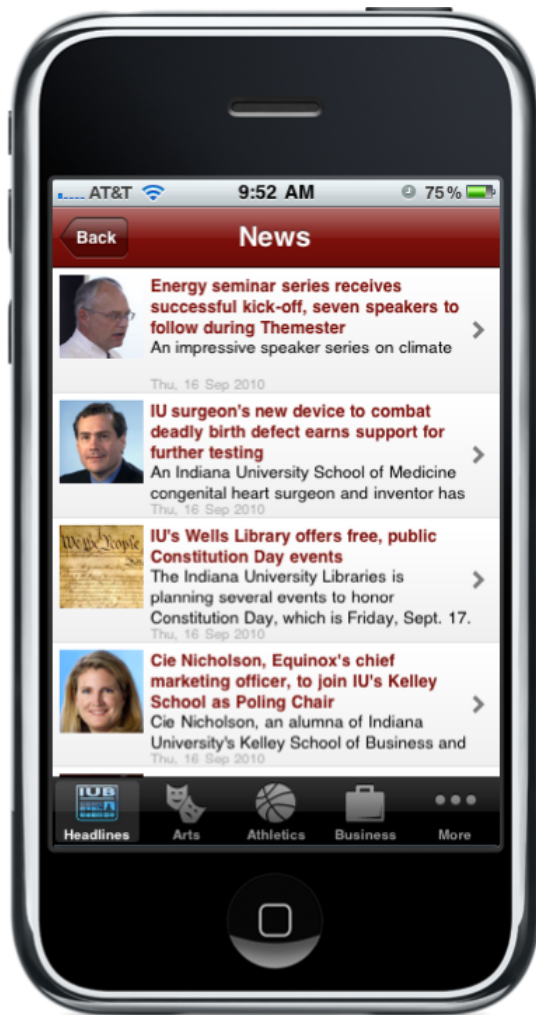 AT&T 9:52 AM 75%
Back News
Energy seminar series receives
successful kick-off, seven speakers to
follow during Themester
An impressive speaker series on climate
Thu, 16 Sep 2010
IU surgeon's new device to combat
deadly birth defect earns support for
further testing
An Indiana University School of Medicine
congenital heart surgeon and inventor has
Thu, 16 Sep 2010
We the People
IU's Wells Library offers free, public
Constitution Day events
The Indiana University Libraries is
planning several events to honor
Constitution Day, which is Friday, Sept. 17.
Thu, 16 Sep 2010
Cie Nicholson, Equinox's chief
marketing officer, to join IU's Kelley
School as Poling Chair
Cie Nicholson, an alumna of Indiana
University's Kelley School of Business and
Thu, 16 Sep 2010
IUB
Headlines Arts Athletics Business More